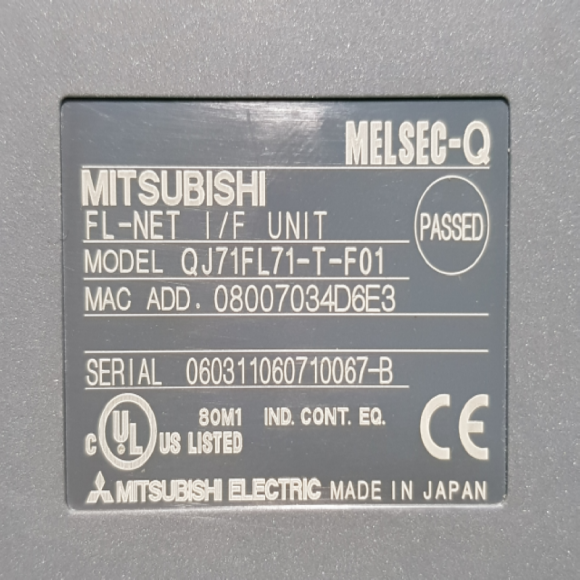 MELSEC-Q
MITSUBISHI
FL-NET I/F UNIT
PASSED
MODEL QJ71FL71-T-F01
MAC ADD. 08007034D6E3
SERIAL 060311060710067-B
C UL US LISTED
80M1 IND. CONT. EQ.
CE
MITSUBISHI ELECTRIC MADE IN JAPAN